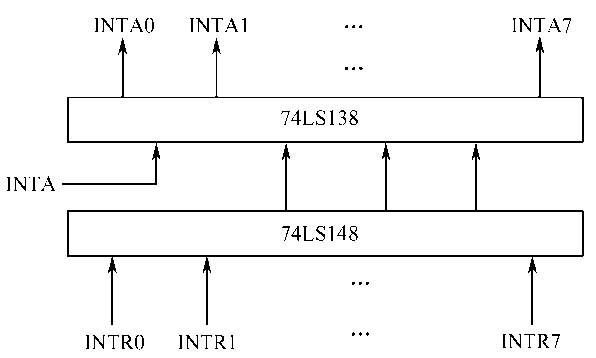 INTA0 INTA1 ... INTA7
...
74LS138
INTA
74LS148
...
INTR0 INTR1 ... INTR7